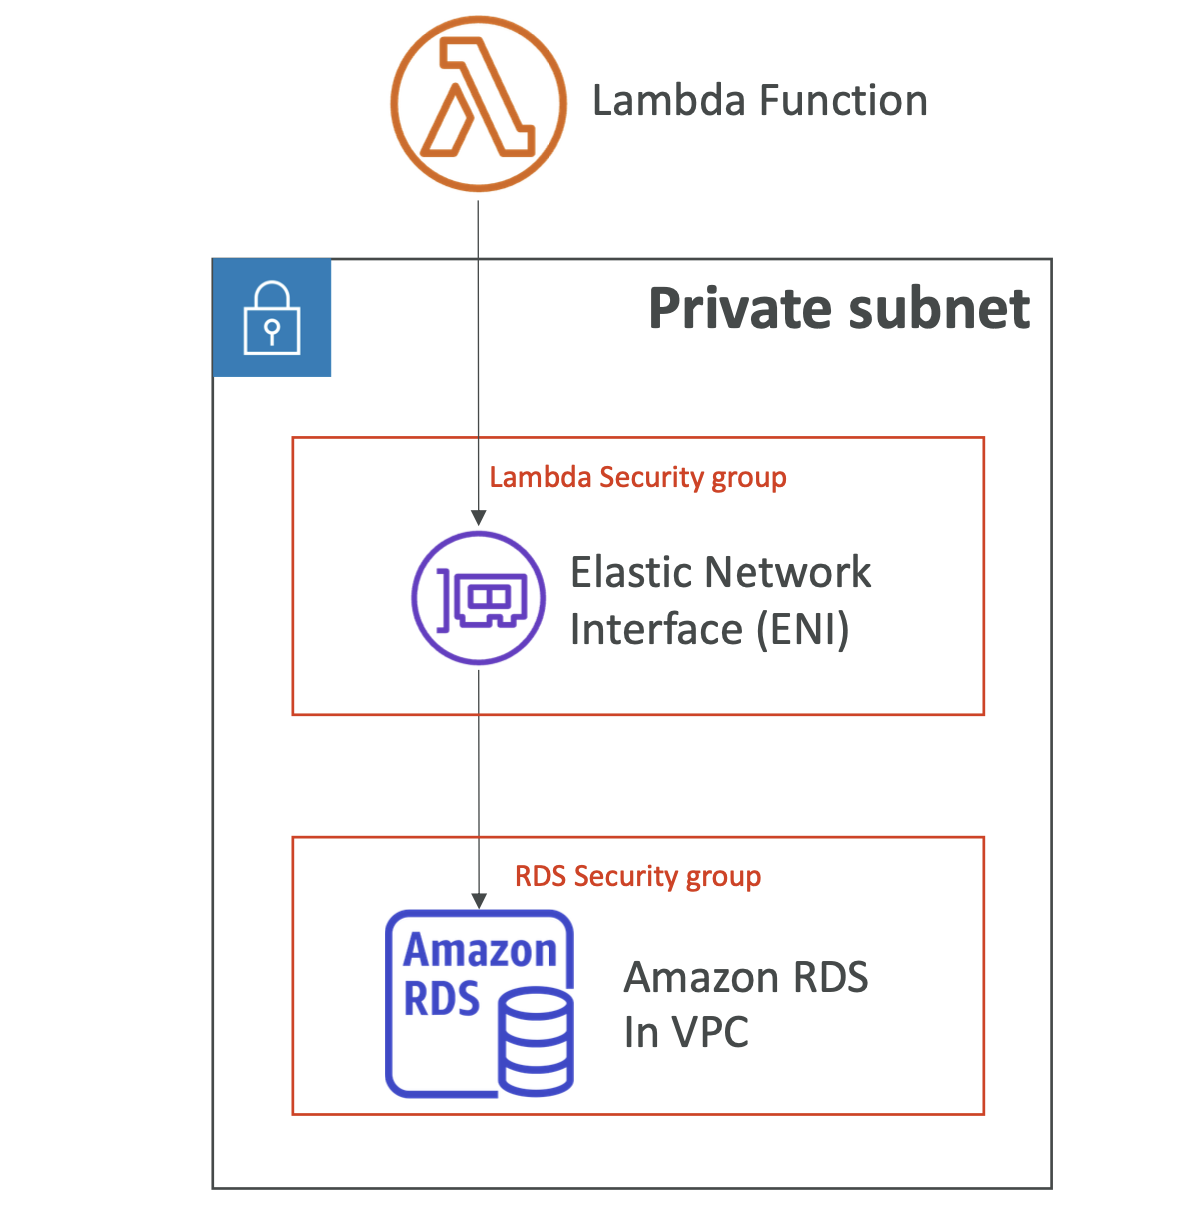 Lambda Function
Private subnet
Lambda Security group
Elastic Network
Interface (ENI)
RDS Security group
Amazon
RDS
Amazon RDS
In VPC